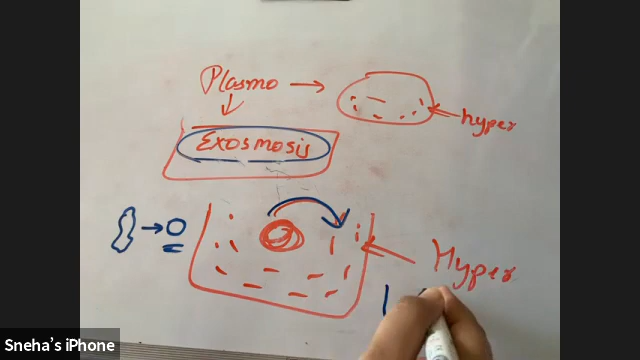 Plasmo →
hyper
Exosmosis
Hyper
Sneha's iPhone